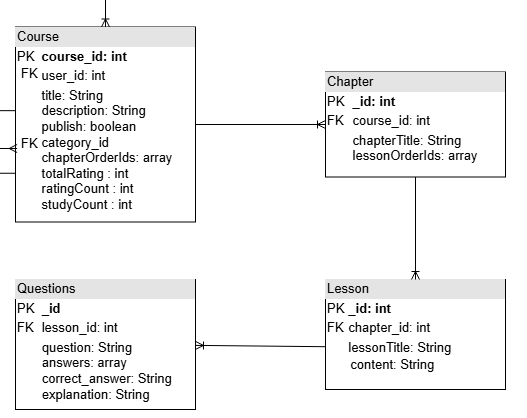 Course
PK course_id: int
FK user_id: int
title: String
description: String
publish: boolean
FK category_id
chapterOrderIds: array
totalRating : int
ratingCount : int
studyCount : int
Chapter
PK _id: int
FK course_id: int
chapterTitle: String
lessonOrderIds: array
Questions
PK _id
FK lesson_id: int
question: String
answers: array
correct_answer: String
explanation: String
Lesson
PK _id: int
FK chapter_id: int
lessonTitle: String
content: String